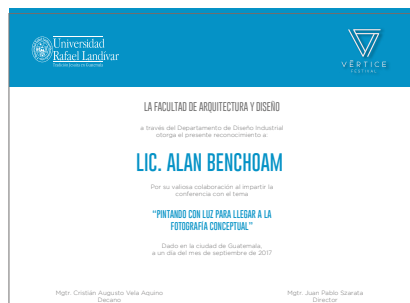 Universidad
Rafael Landívar
Tradición Jesuita en Guatemala
VÉRTICE
FESTIVAL
LA FACULTAD DE ARQUITECTURA Y DISEÑO
a través del Departamento de Diseño Industrial
otorga el presente reconocimiento a:
LIC. ALAN BENCHOAM
Por su valiosa colaboración al impartir la
conferencia con el tema
"PINTANDO CON LUZ PARA LLEGAR A LA
FOTOGRAFÍA CONCEPTUAL"
Dado en la ciudad de Guatemala,
a un día del mes de septiembre de 2017
Mgtr. Cristián Augusto Vela Aquino
Decano
Mgtr. Juan Pablo Szarata
Director